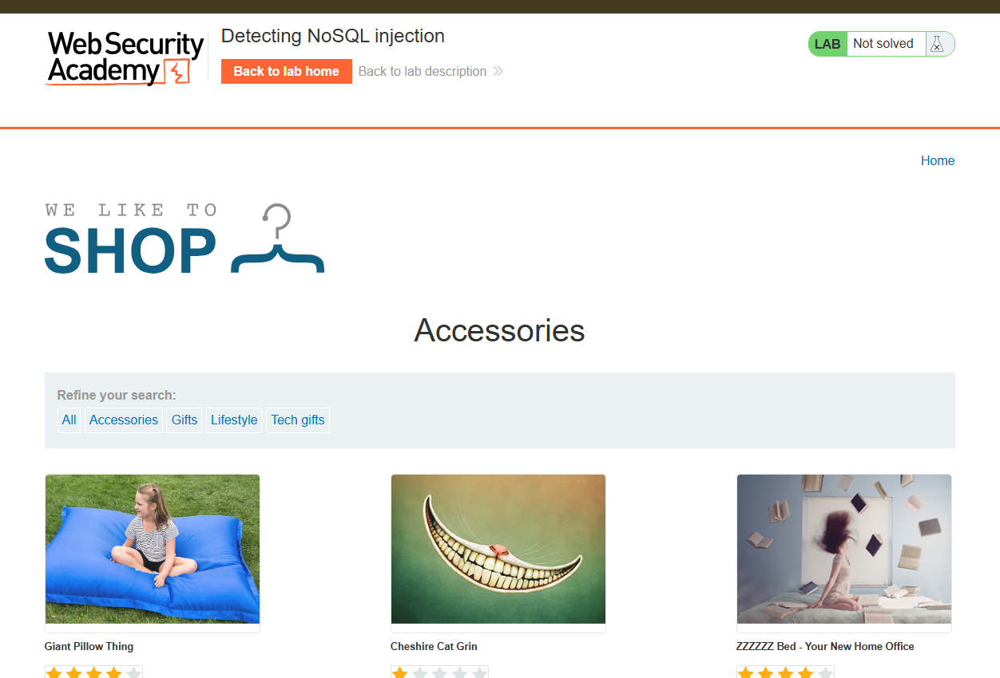 Web Security
Academy
Detecting NoSQL injection
Back to lab home
Back to lab description
LAB
Not solved
Home
WE LIKE TO
SHOP
Accessories
Refine your search:
All
Accessories
Gifts
Lifestyle
Tech gifts
Giant Pillow Thing
Cheshire Cat Grin
ZZZZZZ Bed - Your New Home Office